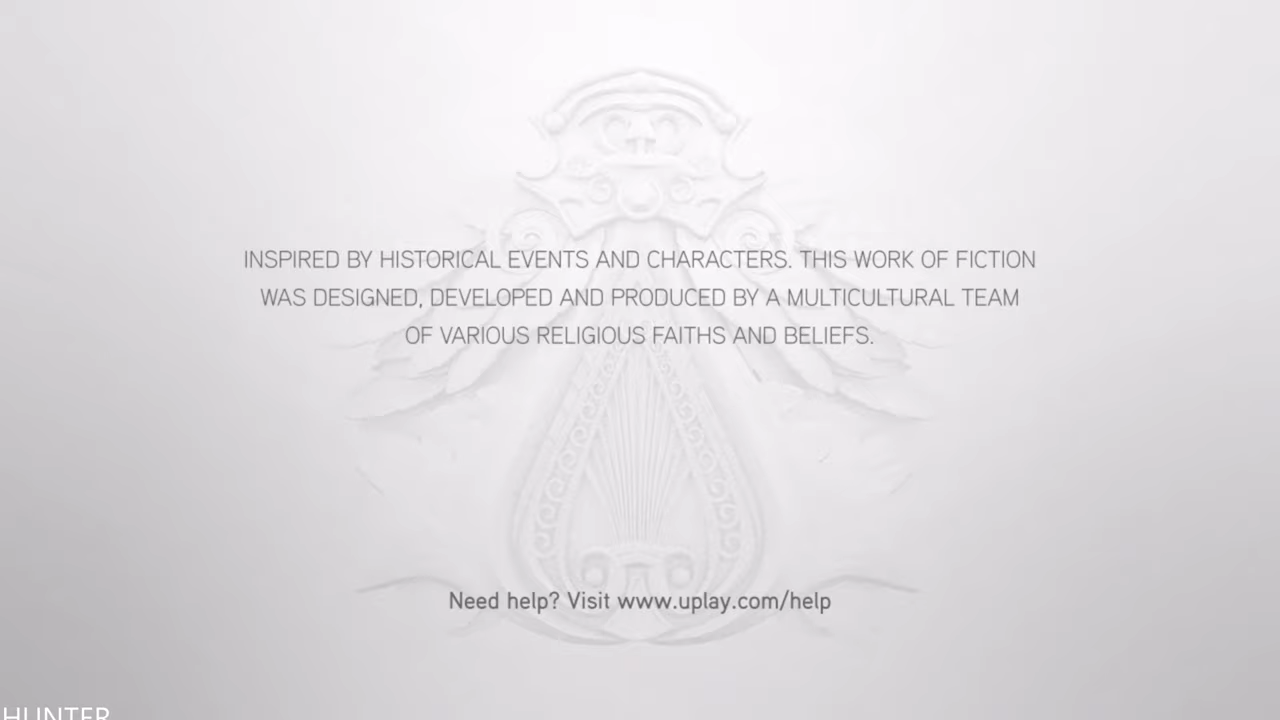 INSPIRED BY HISTORICAL EVENTS AND CHARACTERS. THIS WORK OF FICTION
WAS DESIGNED, DEVELOPED AND PRODUCED BY A MULTICULTURAL TEAM
OF VARIOUS RELIGIOUS FAITHS AND BELIEFS.
Need help? Visit www.uplay.com/help
HUNTER